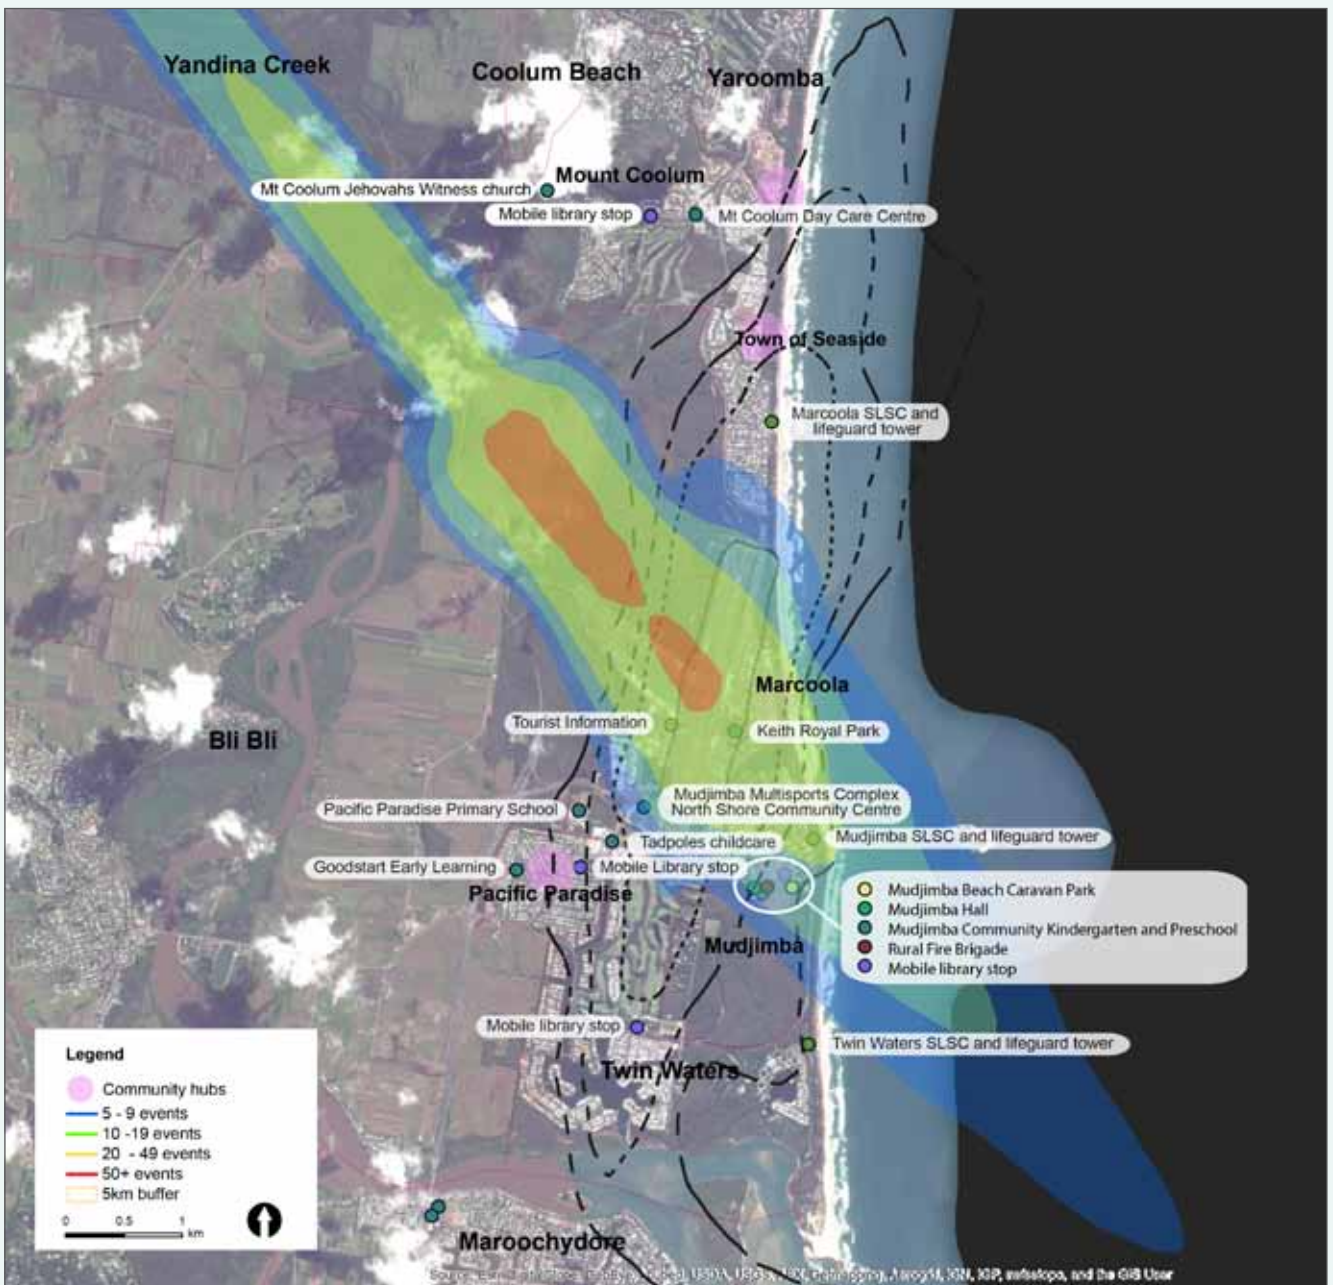 Yandina Creek
Coolum Beach
Yaroomba
Mount Coolum
Mt Coolum Jehovahs Witness church
Mobile library stop
Mt Coolum Day Care Centre
Town of Seaside
Marcoola SLSC and
lifeguard tower
Marcoola
Tourist Information
Keith Royal Park
Bli Bli
Mudjimba Multisports Complex
North Shore Community Centre
Pacific Paradise Primary School
Mudjimba SLSC and lifeguard tower
Tadpoles childcare
Goodstart Early Learning
Mobile Library stop
Pacific Paradise
Mudjimba Beach Caravan Park
Mudjimba Hall
Mudjimba Community Kindergarten and Preschool
Rural Fire Brigade
Mobile library stop
Mudjimba
Mobile library stop
Twin Waters SLSC and lifeguard tower
Twin Waters
Legend
Community hubs
5 - 9 events
10 -19 events
20 - 49 events
50+ events
5km buffer
0 0.5 1
km
Maroochydore
and the GIS User